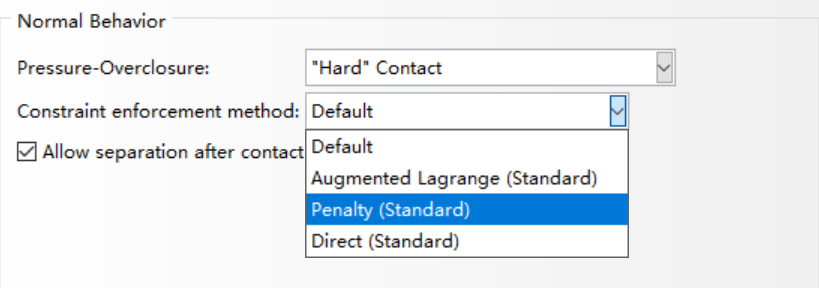 Normal Behavior
Pressure-Overclosure: "Hard" Contact
Constraint enforcement method: Default
Allow separation after contact
Default
Augmented Lagrange (Standard)
Penalty (Standard)
Direct (Standard)